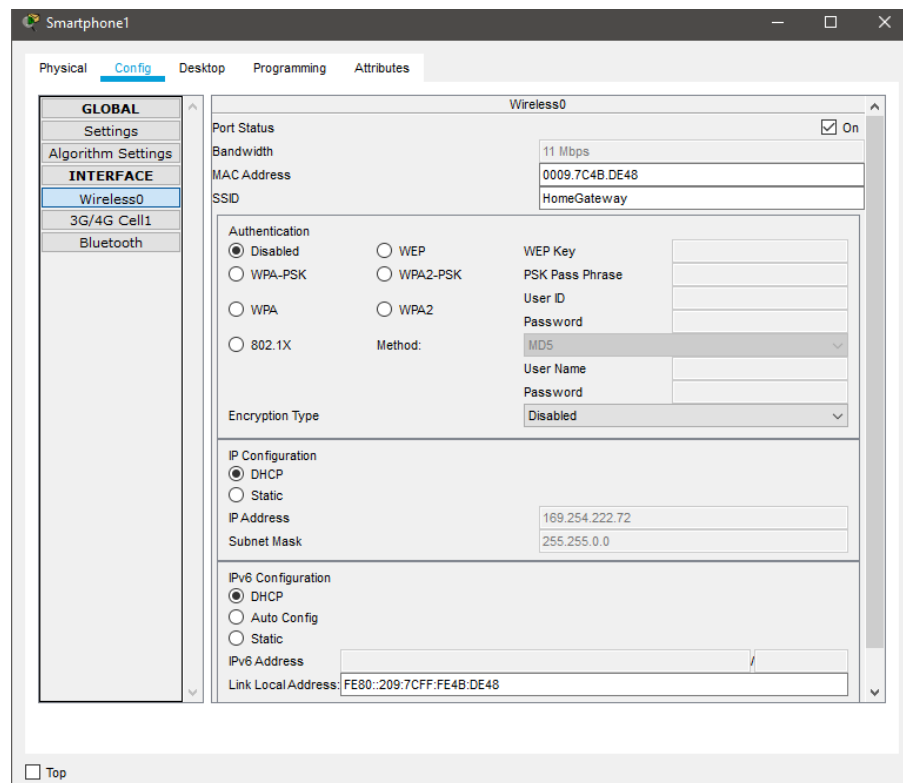 Smartphone1
Physical Config Desktop Programming Attributes
GLOBAL
Settings
Algorithm Settings
INTERFACE
Wireless0
3G/4G Cell1
Bluetooth
Wireless0
Port Status On
Bandwidth 11 Mbps
MAC Address 0009.7C4B.DE48
SSID HomeGateway
Authentication
Disabled WEP WEP Key
WPA-PSK WPA2-PSK PSK Pass Phrase
User ID
WPA WPA2
Password
802.1X Method: MD5
User Name
Password
Encryption Type Disabled
IP Configuration
DHCP
Static
IP Address 169.254.222.72
Subnet Mask 255.255.0.0
IPv6 Configuration
DHCP
Auto Config
Static
IPv6 Address /
Link Local Address: FE80::209:7CFF:FE4B:DE48
Top